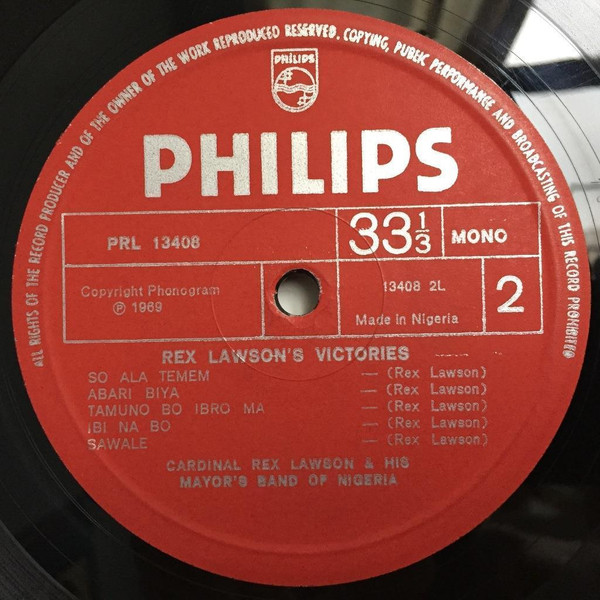 ALL RIGHTS OF THE RECORD PRODUCER AND OF THE OWNER OF THE WORK REPRODUCED RESERVED. COPYING, PUBLIC PERFORMANCE AND BROADCASTING OF THIS RECORD PROHIBITED
PHILIPS
PHILIPS
PRL 13408
33 1/3
MONO
Copyright Phonogram
℗ 1969
13408 2L
Made in Nigeria
2
REX LAWSON'S VICTORIES
SO ALA TEMEM — (Rex Lawson)
ABARI BIYA — (Rex Lawson)
TAMUNO BO IBRO MA — (Rex Lawson)
IBI NA BO — (Rex Lawson)
SAWALE — (Rex Lawson)
CARDINAL REX LAWSON & HIS
MAYOR'S BAND OF NIGERIA